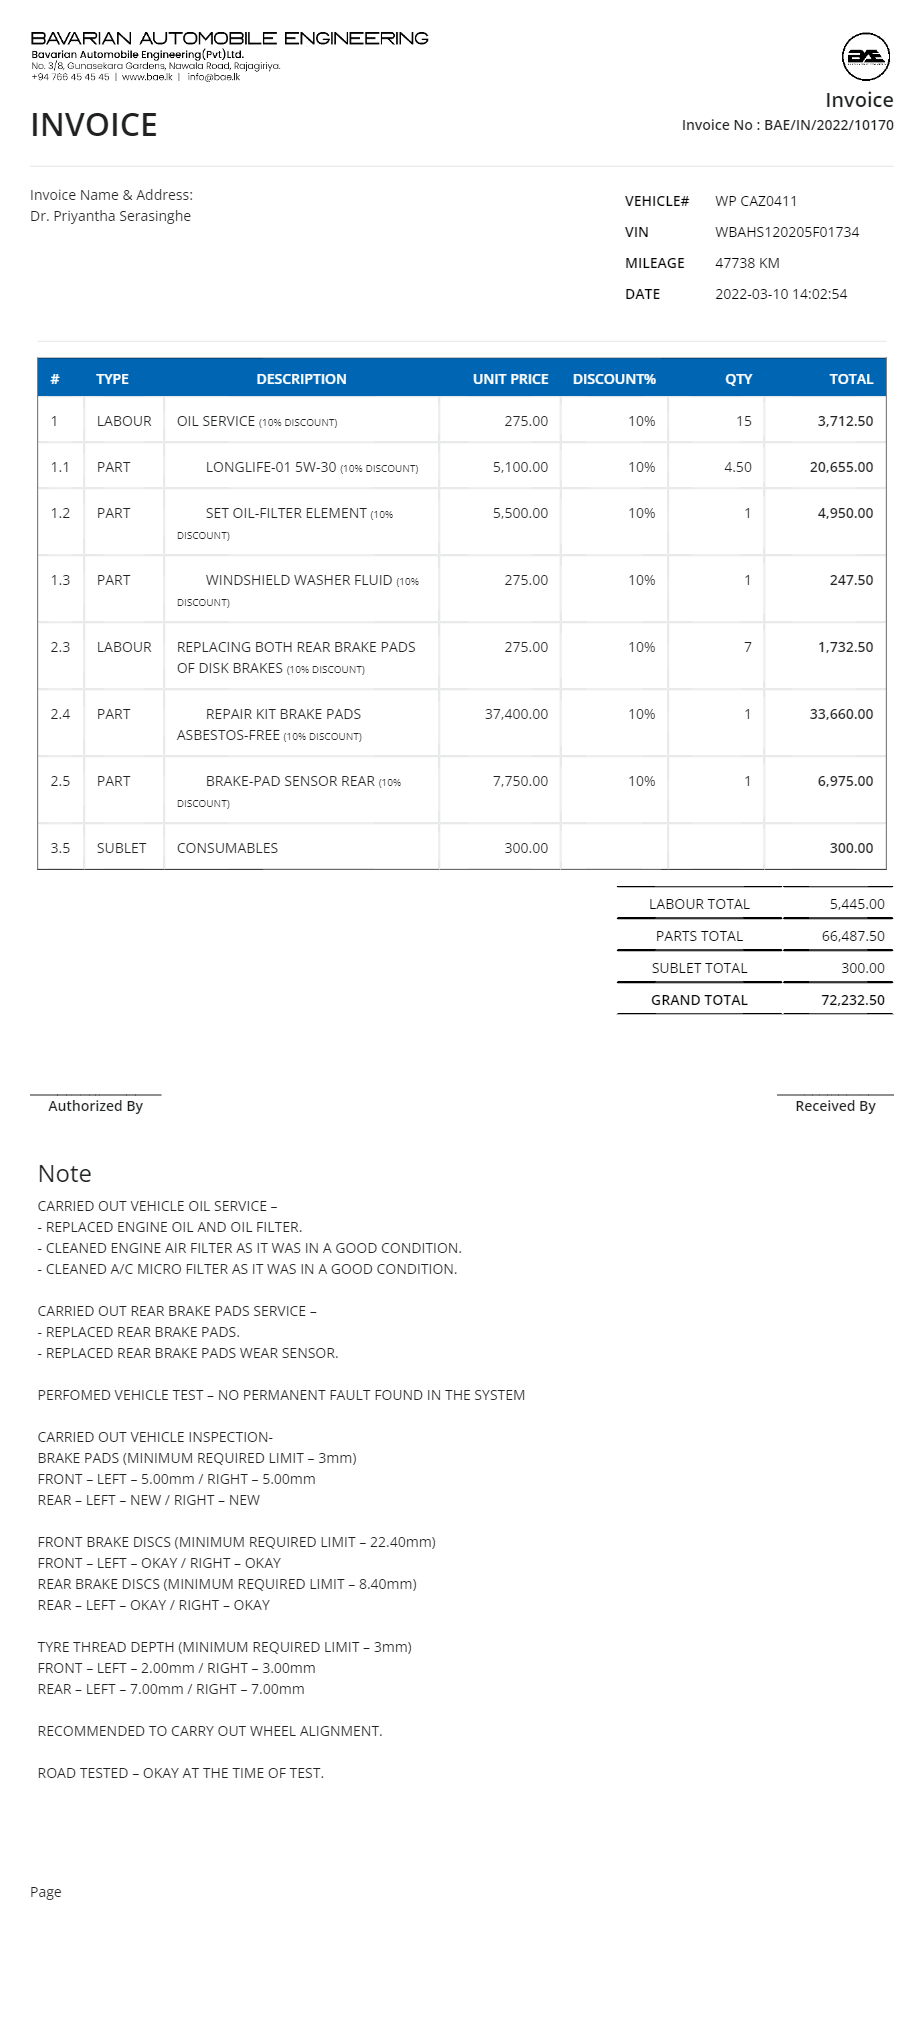 BAVARIAN AUTOMOBILE ENGINEERING
Bavarian Automobile Engineering(Pvt)Ltd.
No. 3/8, Gunasekara Gardens, Nawala Road, Rajagiriya.
+94 766 45 45 45 | www.bae.lk | info@bae.lk
BAE
Invoice
INVOICE
Invoice No : BAE/IN/2022/10170
Invoice Name & Address:
Dr. Priyantha Serasinghe
VEHICLE# WP CAZ0411
VIN WBAHS120205F01734
MILEAGE 47738 KM
DATE 2022-03-10 14:02:54
# TYPE DESCRIPTION UNIT PRICE DISCOUNT% QTY TOTAL
1 LABOUR OIL SERVICE (10% DISCOUNT) 275.00 10% 15 3,712.50
1.1 PART LONGLIFE-01 5W-30 (10% DISCOUNT) 5,100.00 10% 4.50 20,655.00
1.2 PART SET OIL-FILTER ELEMENT (10% 5,500.00 10% 1 4,950.00
DISCOUNT)
1.3 PART WINDSHIELD WASHER FLUID (10% 275.00 10% 1 247.50
DISCOUNT)
2.3 LABOUR REPLACING BOTH REAR BRAKE PADS 275.00 10% 7 1,732.50
OF DISK BRAKES (10% DISCOUNT)
2.4 PART REPAIR KIT BRAKE PADS 37,400.00 10% 1 33,660.00
ASBESTOS-FREE (10% DISCOUNT)
2.5 PART BRAKE-PAD SENSOR REAR (10% 7,750.00 10% 1 6,975.00
DISCOUNT)
3.5 SUBLET CONSUMABLES 300.00 300.00
LABOUR TOTAL 5,445.00
PARTS TOTAL 66,487.50
SUBLET TOTAL 300.00
GRAND TOTAL 72,232.50
Authorized By Received By
Note
CARRIED OUT VEHICLE OIL SERVICE –
- REPLACED ENGINE OIL AND OIL FILTER.
- CLEANED ENGINE AIR FILTER AS IT WAS IN A GOOD CONDITION.
- CLEANED A/C MICRO FILTER AS IT WAS IN A GOOD CONDITION.
CARRIED OUT REAR BRAKE PADS SERVICE –
- REPLACED REAR BRAKE PADS.
- REPLACED REAR BRAKE PADS WEAR SENSOR.
PERFOMED VEHICLE TEST – NO PERMANENT FAULT FOUND IN THE SYSTEM
CARRIED OUT VEHICLE INSPECTION-
BRAKE PADS (MINIMUM REQUIRED LIMIT – 3mm)
FRONT – LEFT – 5.00mm / RIGHT – 5.00mm
REAR – LEFT – NEW / RIGHT – NEW
FRONT BRAKE DISCS (MINIMUM REQUIRED LIMIT – 22.40mm)
FRONT – LEFT – OKAY / RIGHT – OKAY
REAR BRAKE DISCS (MINIMUM REQUIRED LIMIT – 8.40mm)
REAR – LEFT – OKAY / RIGHT – OKAY
TYRE THREAD DEPTH (MINIMUM REQUIRED LIMIT – 3mm)
FRONT – LEFT – 2.00mm / RIGHT – 3.00mm
REAR – LEFT – 7.00mm / RIGHT – 7.00mm
RECOMMENDED TO CARRY OUT WHEEL ALIGNMENT.
ROAD TESTED – OKAY AT THE TIME OF TEST.
Page